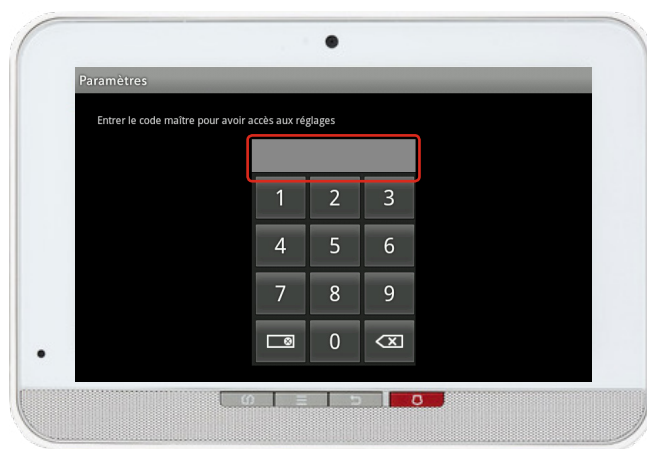 Paramètres
Entrer le code maître pour avoir accès aux réglages
1 2 3
4 5 6
7 8 9
0